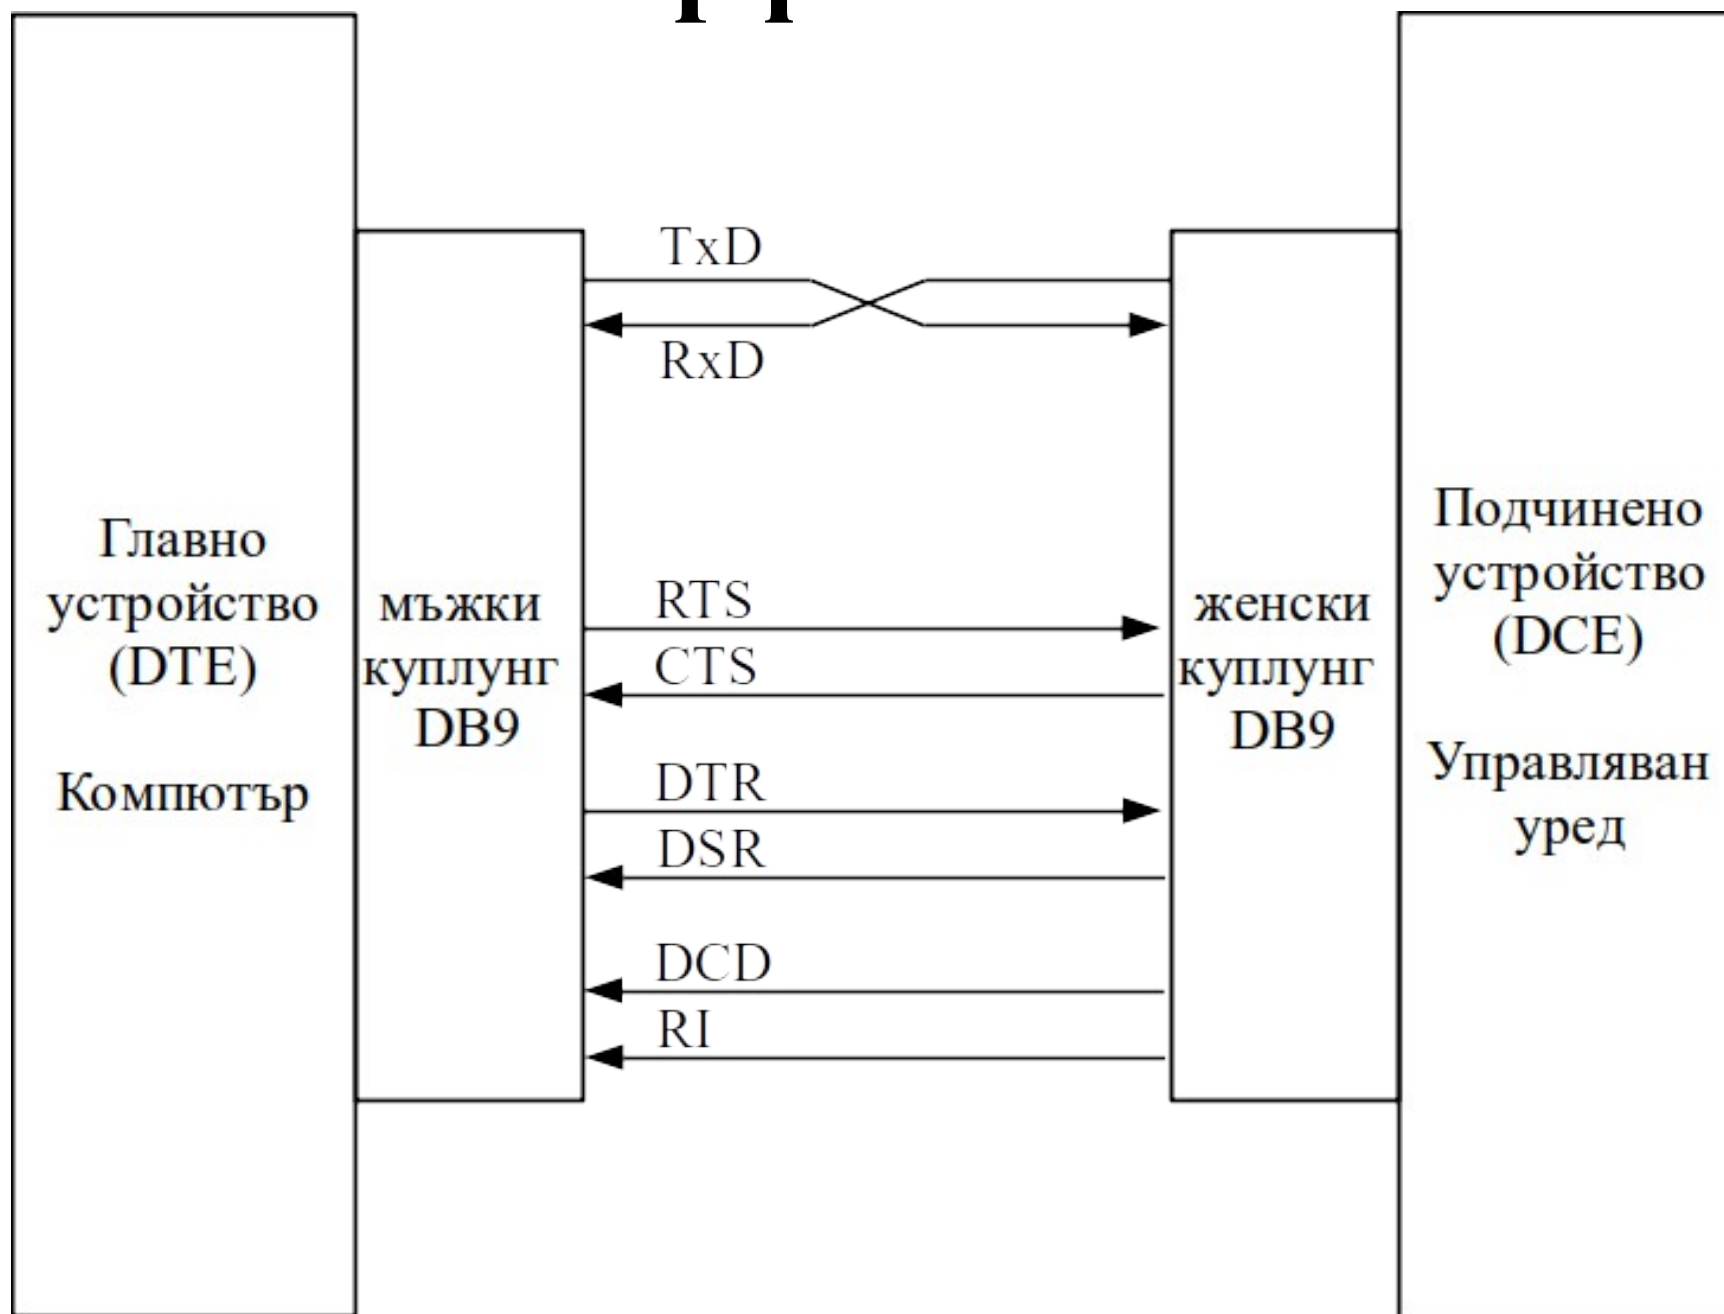 TxD
RxD
Главно
устройство
(DTE)
Компютър
мъжки
куплунг
DB9
RTS
CTS
DTR
DSR
DCD
RI
женски
куплунг
DB9
Подчинено
устройство
(DCE)
Управляван
уред